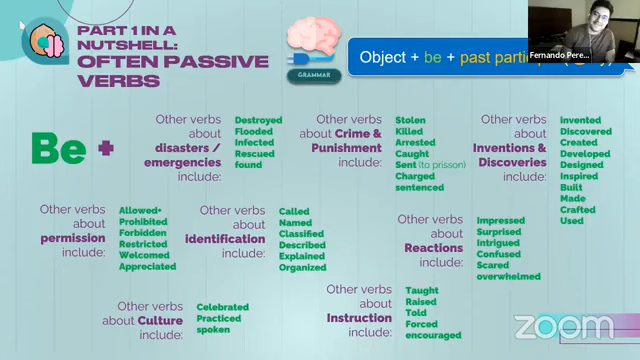 PART 1 IN A
NUTSHELL:
OFTEN PASSIVE
VERBS
GRAMMAR
Object + be + past
Fernando Pere
Be +
Other verbs
about
disasters /
emergencies
include:
Destroyed
Flooded
Infected
Rescued
found
Other verbs
about Crime &
Punishment
include:
Stolen
Killed
Arrested
Caught
Sent (to prisson)
Charged
sentenced
Other verbs
about
Inventions &
Discoveries
include:
invented
Discovered
Created
Developed
Designed
Inspired
Built
Made
Crafted
Used
Other verbs
about
permission
include:
Allowed+
Prohibited
Forbidden
Restricted
Welcomed
Appreciated
Other verbs
about
identification
include:
Called
Named
Classified
Described
Explained
Organized
Other verbs
about
Reactions
include:
Impressed
Surprised
Intrigued
Confused
Scared
overwhelmed
Other verbs
about Culture
include:
Celebrated
Practiced
spoken
Other verbs
about
Instruction
include:
Taught
Raised
Told
Forced
encouraged
zoom